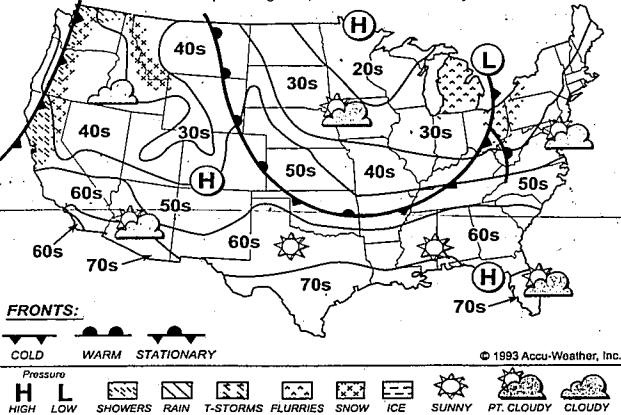 H
40s
L
20s
30s
40s
30s
30s
H
50s
40s
60s
50s
50s
60s
60s
60s
70s
70s
H
70s
FRONTS:
COLD WARM STATIONARY
© 1993 Accu-Weather, Inc.
Pressure
H L
HIGH LOW SHOWERS RAIN T-STORMS FLURRIES SNOW ICE SUNNY PT. CLOUDY CLOUDY